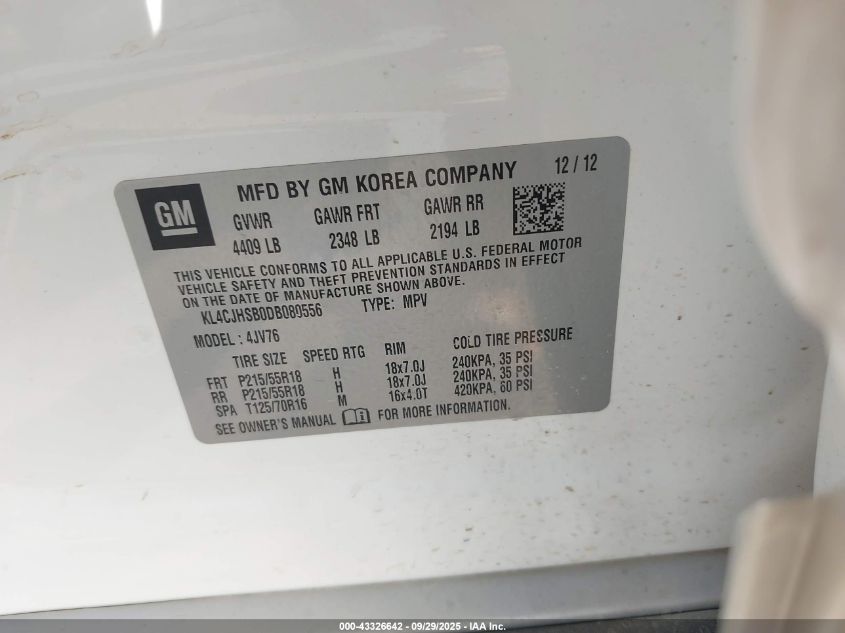 GM
MFD BY GM KOREA COMPANY 12 / 12
GVWR GAWR FRT GAWR RR
4409 LB 2348 LB 2194 LB
THIS VEHICLE CONFORMS TO ALL APPLICABLE U.S. FEDERAL MOTOR
VEHICLE SAFETY AND THEFT PREVENTION STANDARDS IN EFFECT
ON THE DATE OF MANUFACTURE SHOWN ABOVE.
KL4CJHSB0DB089556 TYPE: MPV
MODEL : 4JV76
TIRE SIZE SPEED RTG RIM COLD TIRE PRESSURE
FRT P215/55R18 H 18x7.0J 240KPA, 35 PSI
RR P215/55R18 H 18x7.0J 240KPA, 35 PSI
SPA T125/70R16 M 16x4.0T 420KPA, 60 PSI
SEE OWNER'S MANUAL FOR MORE INFORMATION.
000-43326642 - 09/29/2025 - IAA Inc.